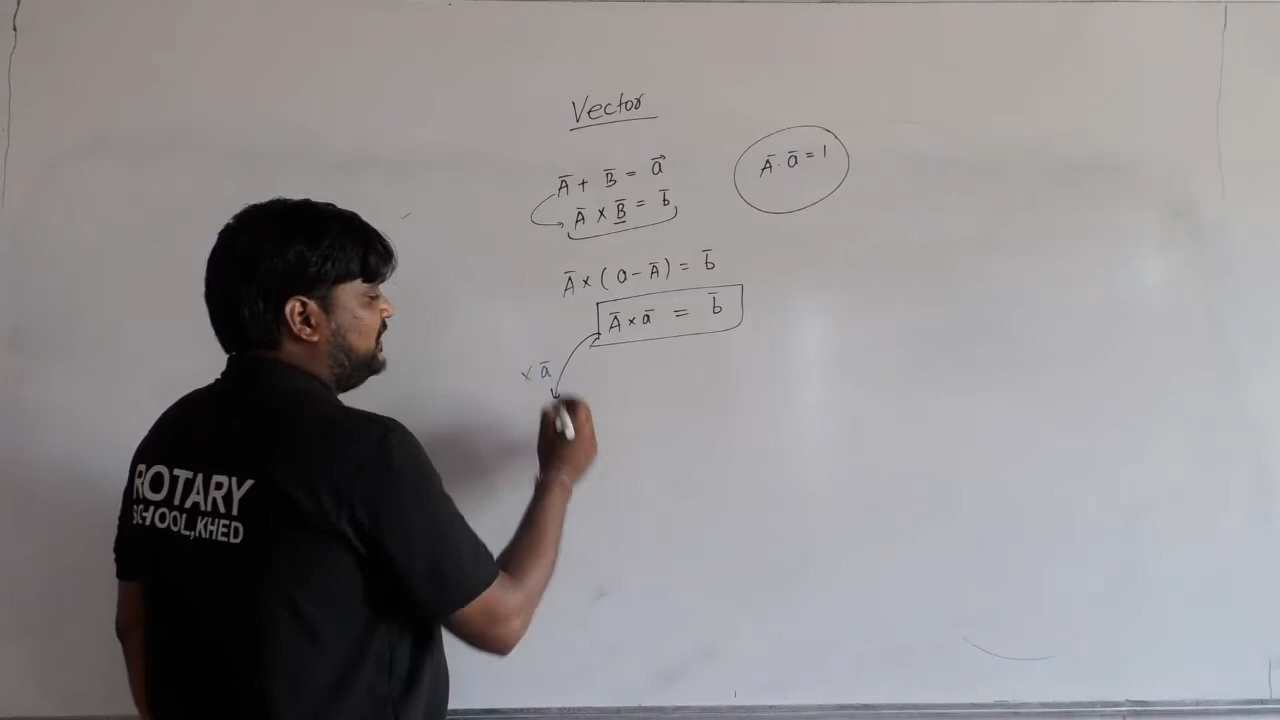 Vector
A̅ + B̅ = a⃗
A̅ × B̅ = b̅
A̅ · a̅ = 1
A̅ × ( a − A̅ ) = b̅
A̅ × a̅ = b̅
× a̅
ROTARY
SCHOOL, KHED